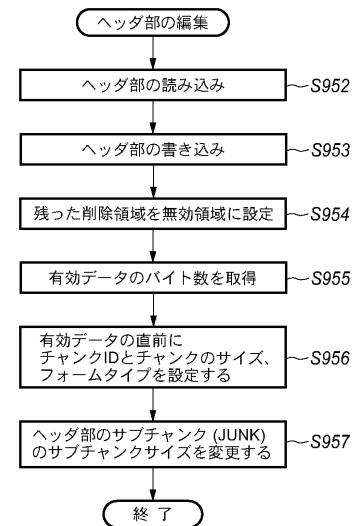 ヘッダ部の編集
ヘッダ部の読み込み
S952
ヘッダ部の書き込み
S953
残った削除領域を無効領域に設定
S954
有効データのバイト数を取得
S955
有効データの直前に
チャンクIDとチャンクのサイズ、
フォームタイプを設定する
S956
ヘッダ部のサブチャンク (JUNK)
のサブチャンクサイズを変更する
S957
終 了